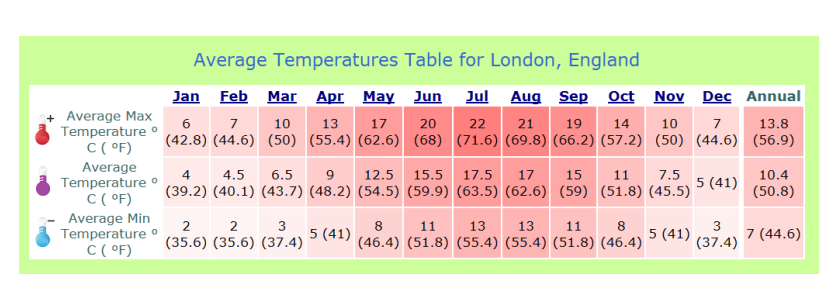 Average Temperatures Table for London, England
Jan Feb Mar Apr May Jun Jul Aug Sep Oct Nov Dec Annual
Average Max Temperature º C ( ºF) 6 (42.8) 7 (44.6) 10 (50) 13 (55.4) 17 (62.6) 20 (68) 22 (71.6) 21 (69.8) 19 (66.2) 14 (57.2) 10 (50) 7 (44.6) 13.8 (56.9)
Average Temperature º C ( ºF) 4 (39.2) 4.5 (40.1) 6.5 (43.7) 9 (48.2) 12.5 (54.5) 15.5 (59.9) 17.5 (63.5) 17 (62.6) 15 (59) 11 (51.8) 7.5 (45.5) 5 (41) 10.4 (50.8)
Average Min Temperature º C ( ºF) 2 (35.6) 2 (35.6) 3 (37.4) 5 (41) 8 (46.4) 11 (51.8) 13 (55.4) 13 (55.4) 11 (51.8) 8 (46.4) 5 (41) 3 (37.4) 7 (44.6)